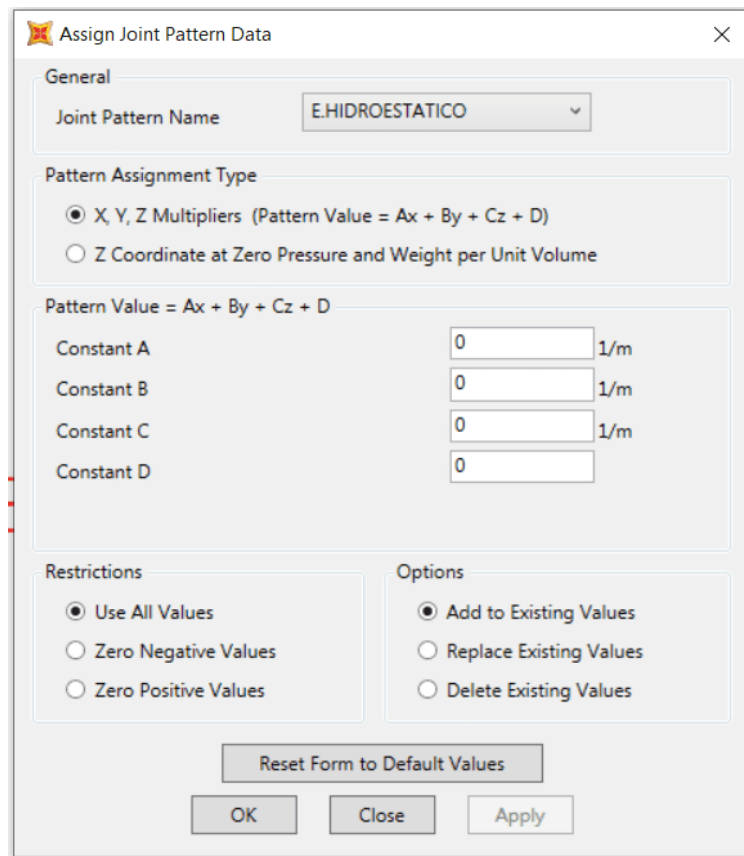 Assign Joint Pattern Data
General
Joint Pattern Name E.HIDROESTATICO
Pattern Assignment Type
X, Y, Z Multipliers (Pattern Value = Ax + By + Cz + D)
Z Coordinate at Zero Pressure and Weight per Unit Volume
Pattern Value = Ax + By + Cz + D
Constant A 0 1/m
Constant B 0 1/m
Constant C 0 1/m
Constant D 0
Restrictions
Use All Values
Zero Negative Values
Zero Positive Values
Options
Add to Existing Values
Replace Existing Values
Delete Existing Values
Reset Form to Default Values
OK Close Apply